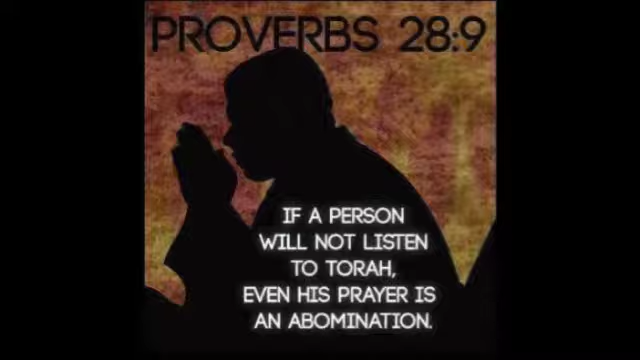 PROVERBS 28:9
IF A PERSON
WILL NOT LISTEN
TO TORAH,
EVEN HIS PRAYER IS
AN ABOMINATION.